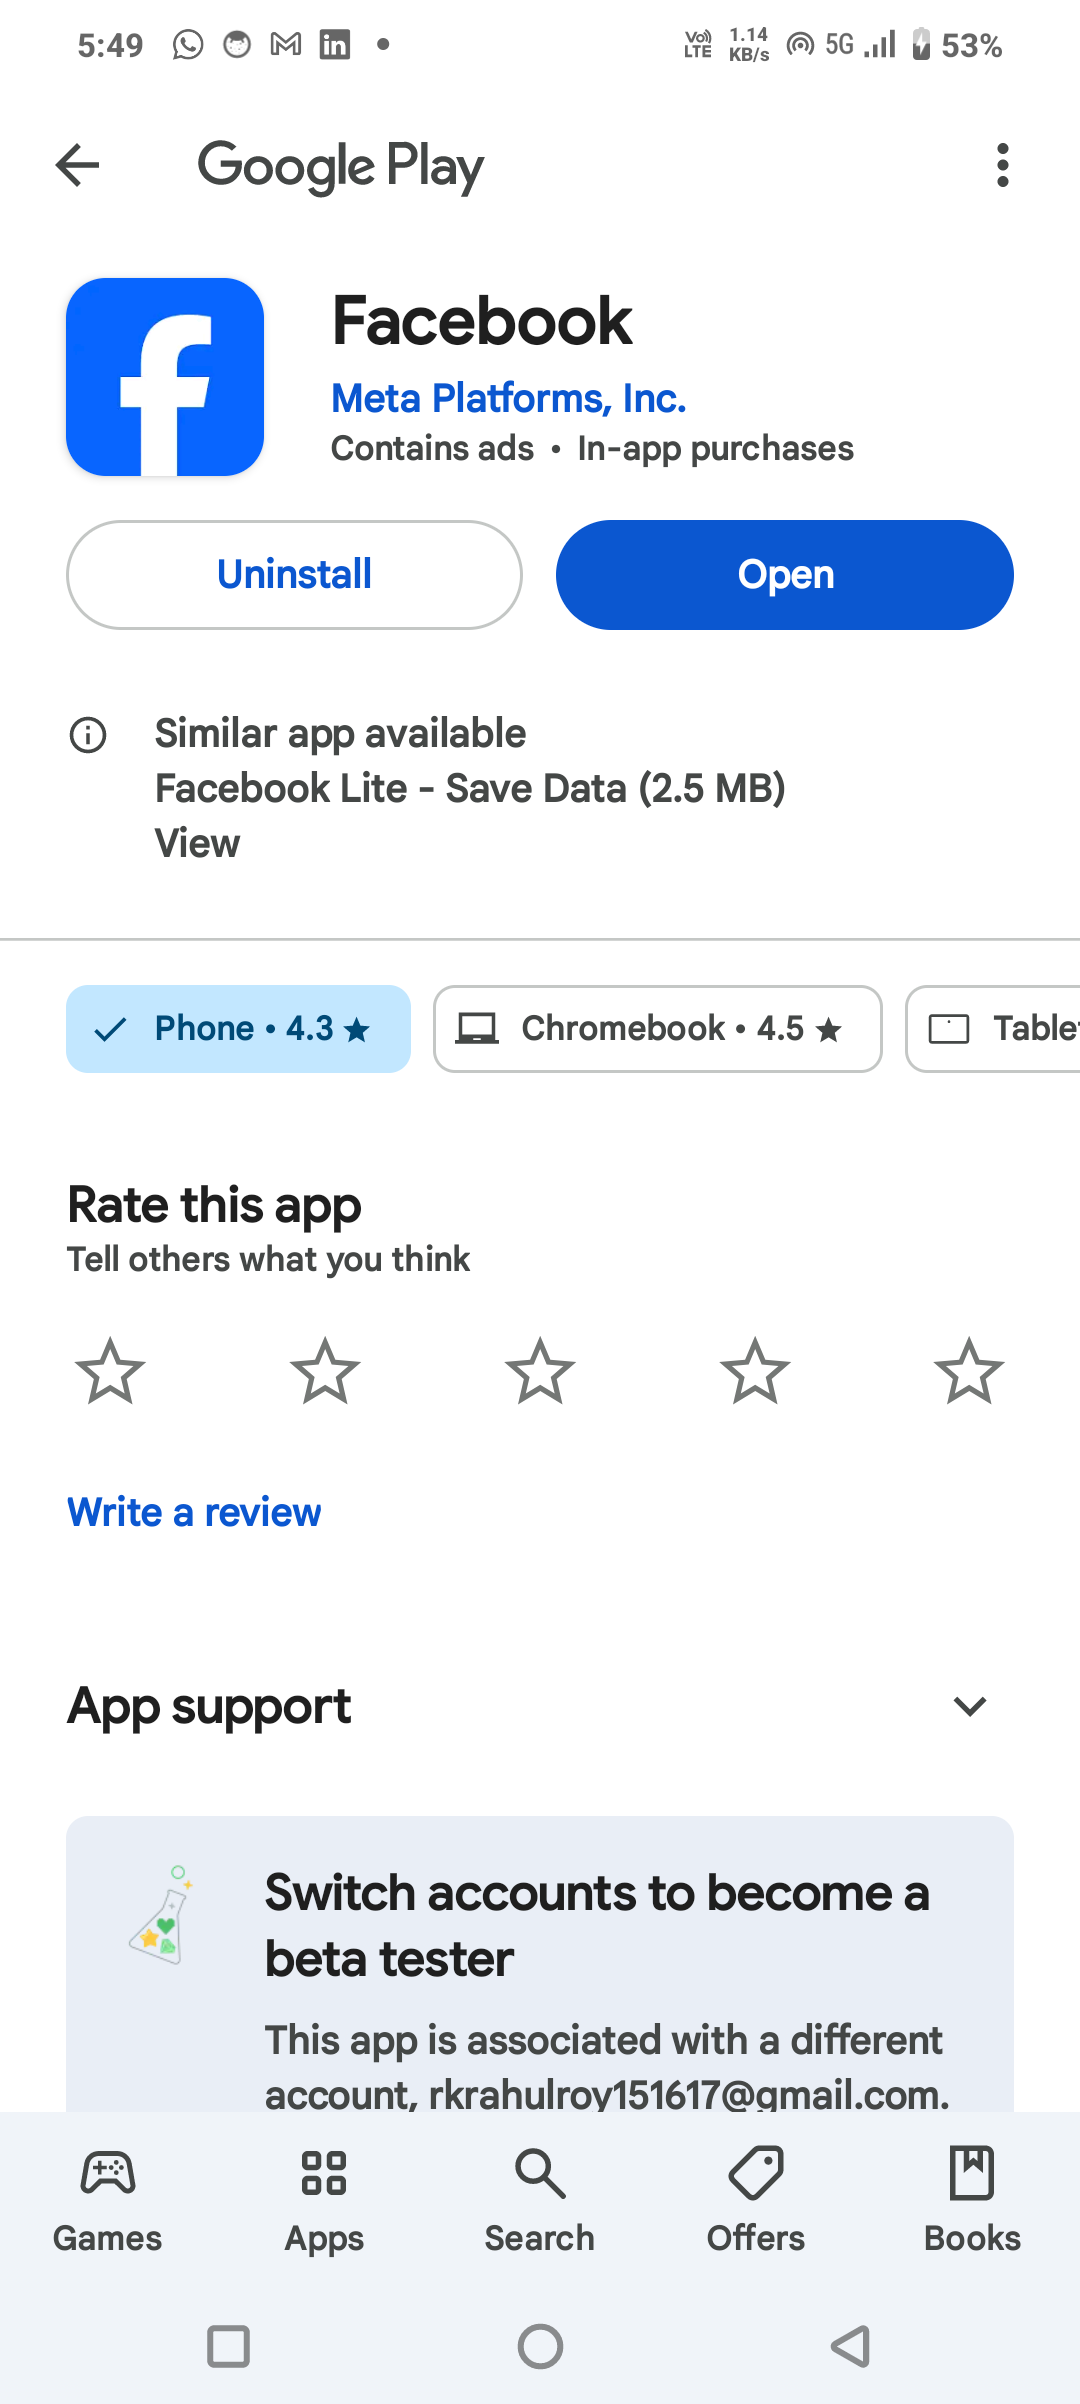 5:49
Vo)) LTE 1.14 KB/s 5G 53%
Google Play
Facebook
Meta Platforms, Inc.
Contains ads • In-app purchases
Uninstall Open
Similar app available
Facebook Lite - Save Data (2.5 MB)
View
Phone • 4.3 ★ Chromebook • 4.5 ★ Tablet
Rate this app
Tell others what you think
Write a review
App support
Switch accounts to become a
beta tester
This app is associated with a different
account, rkrahulroy151617@gmail.com.
Games Apps Search Offers Books